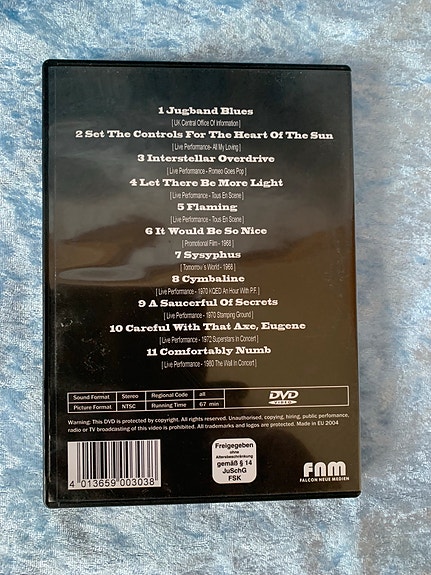 1 Jugband Blues
[ UK Central Office Of Information ]
2 Set The Controls For The Heart Of The Sun
[ Live Performance- All My Loving ]
3 Interstellar Overdrive
[ Live Performance - Romeo Goes Pop ]
4 Let There Be More Light
[ Live Performance - Tous En Scene ]
5 Flaming
[ Live Performance - Tous En Scene ]
6 It Would Be So Nice
[ Promotional Film - 1968 ]
7 Sysyphus
[ Tomorrow´s World - 1968 ]
8 Cymbaline
[ Live Performance - 1970 KQED An Hour With P.F. ]
9 A Saucerful Of Secrets
[ Live Performance - 1970 Stamping Ground ]
10 Careful With That Axe, Eugene
[ Live Performance - 1972 Superstars In Concert ]
11 Comfortably Numb
[ Live Performance - 1980 The Wall In Concert ]
Sound Format Stereo Regional Code all
Picture Format NTSC Running Time 67 min
DVD
VIDEO
Warning: This DVD is protected by copyright. All rights reserved. Unauthorised, copying, hiring, public perfomance,
radio or TV broadcasting of this video is prohibited. All trademarks and logos are protected. Made in EU 2004
Freigegeben
ohne
Altersbeschränkung
gemäß § 14
JuSchG
FSK
4 013659 003038
fnm
FALCON NEUE MEDIEN